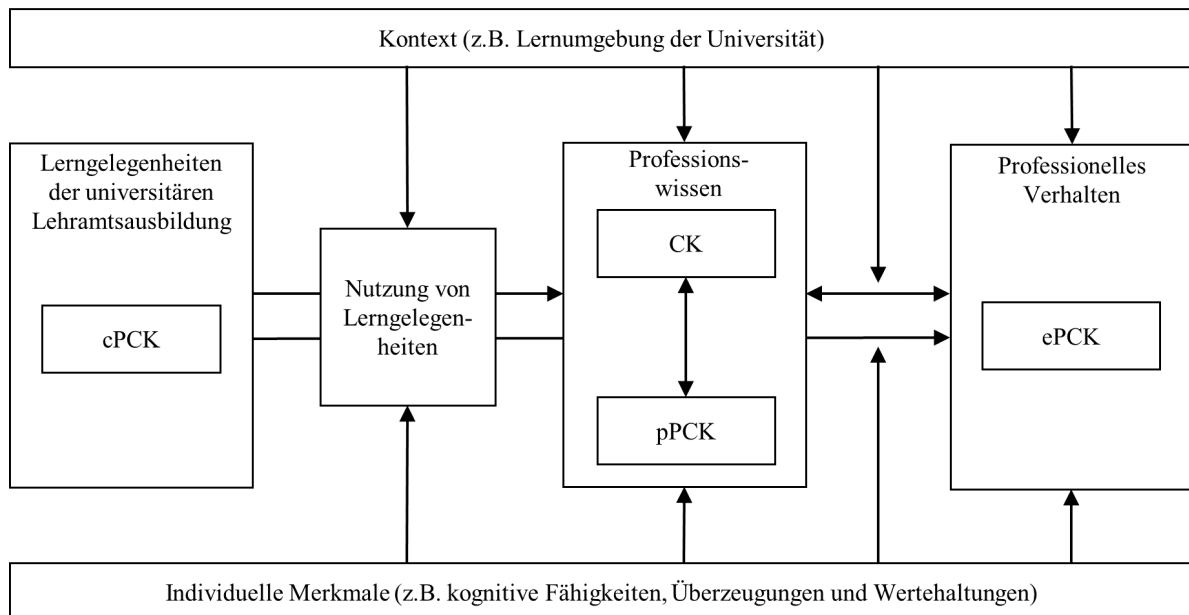 Kontext (z.B. Lernumgebung der Universität)
Lerngelegenheiten
der universitären
Lehramtsausbildung
cPCK
Nutzung von
Lerngelegen-
heiten
Professions-
wissen
CK
pPCK
Professionelles
Verhalten
ePCK
Individuelle Merkmale (z.B. kognitive Fähigkeiten, Überzeugungen und Wertehaltungen)